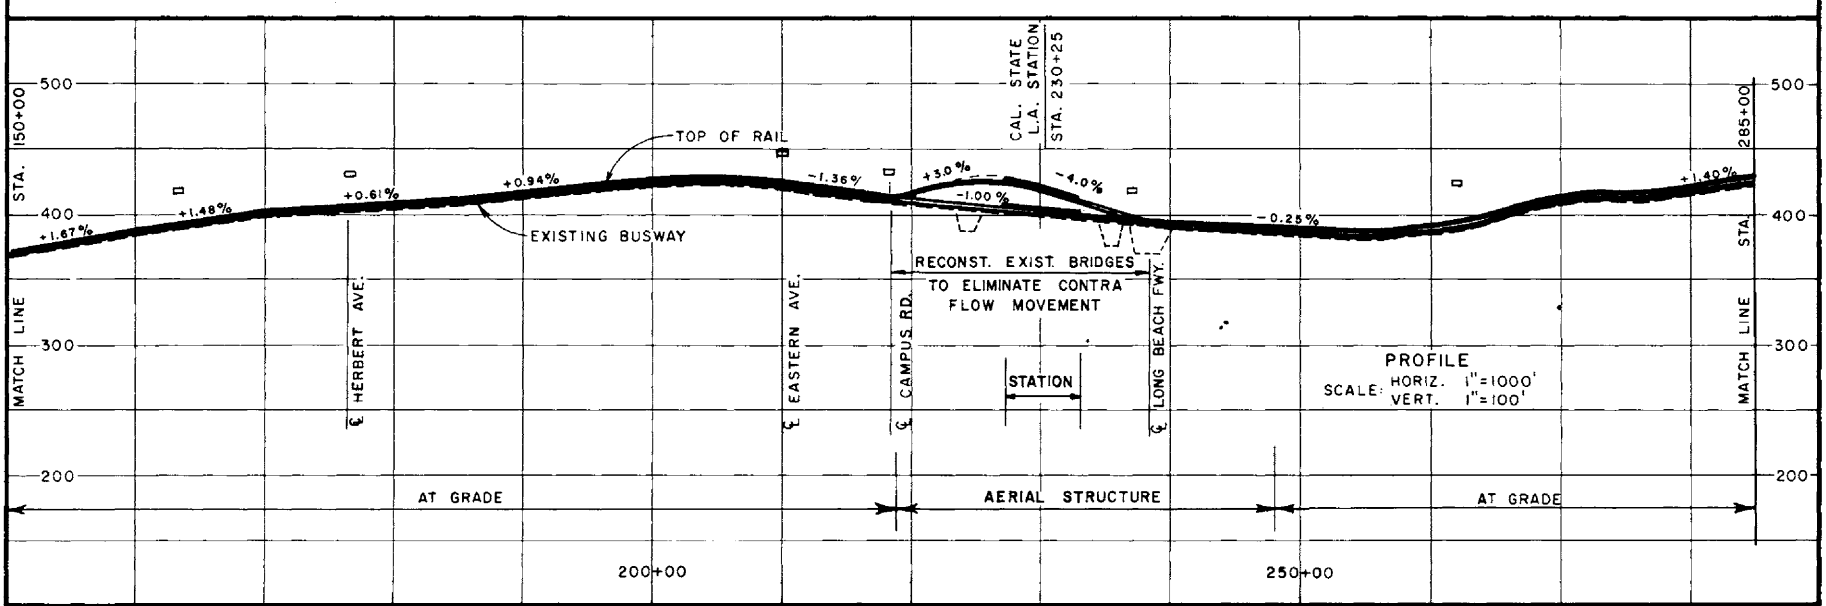 CAL. STATE
L.A. STATION
STA. 230+25
500
500
STA. 150+00
285+00
TOP OF RAIL
+1.67%
+1.48%
+0.61%
+0.94%
-1.36%
+3.0%
-4.0%
-1.00%
-0.25%
+1.40%
400
400
EXISTING BUSWAY
STA.
RECONST. EXIST. BRIDGES
TO ELIMINATE CONTRA
FLOW MOVEMENT
MATCH LINE
℄ HERBERT AVE.
℄ EASTERN AVE.
℄ CAMPUS RD.
℄ LONG BEACH FWY.
MATCH LINE
300
300
STATION
PROFILE
SCALE: HORIZ. 1"=1000'
VERT. 1"=100'
200
200
AT GRADE
AERIAL STRUCTURE
AT GRADE
200+00
250+00